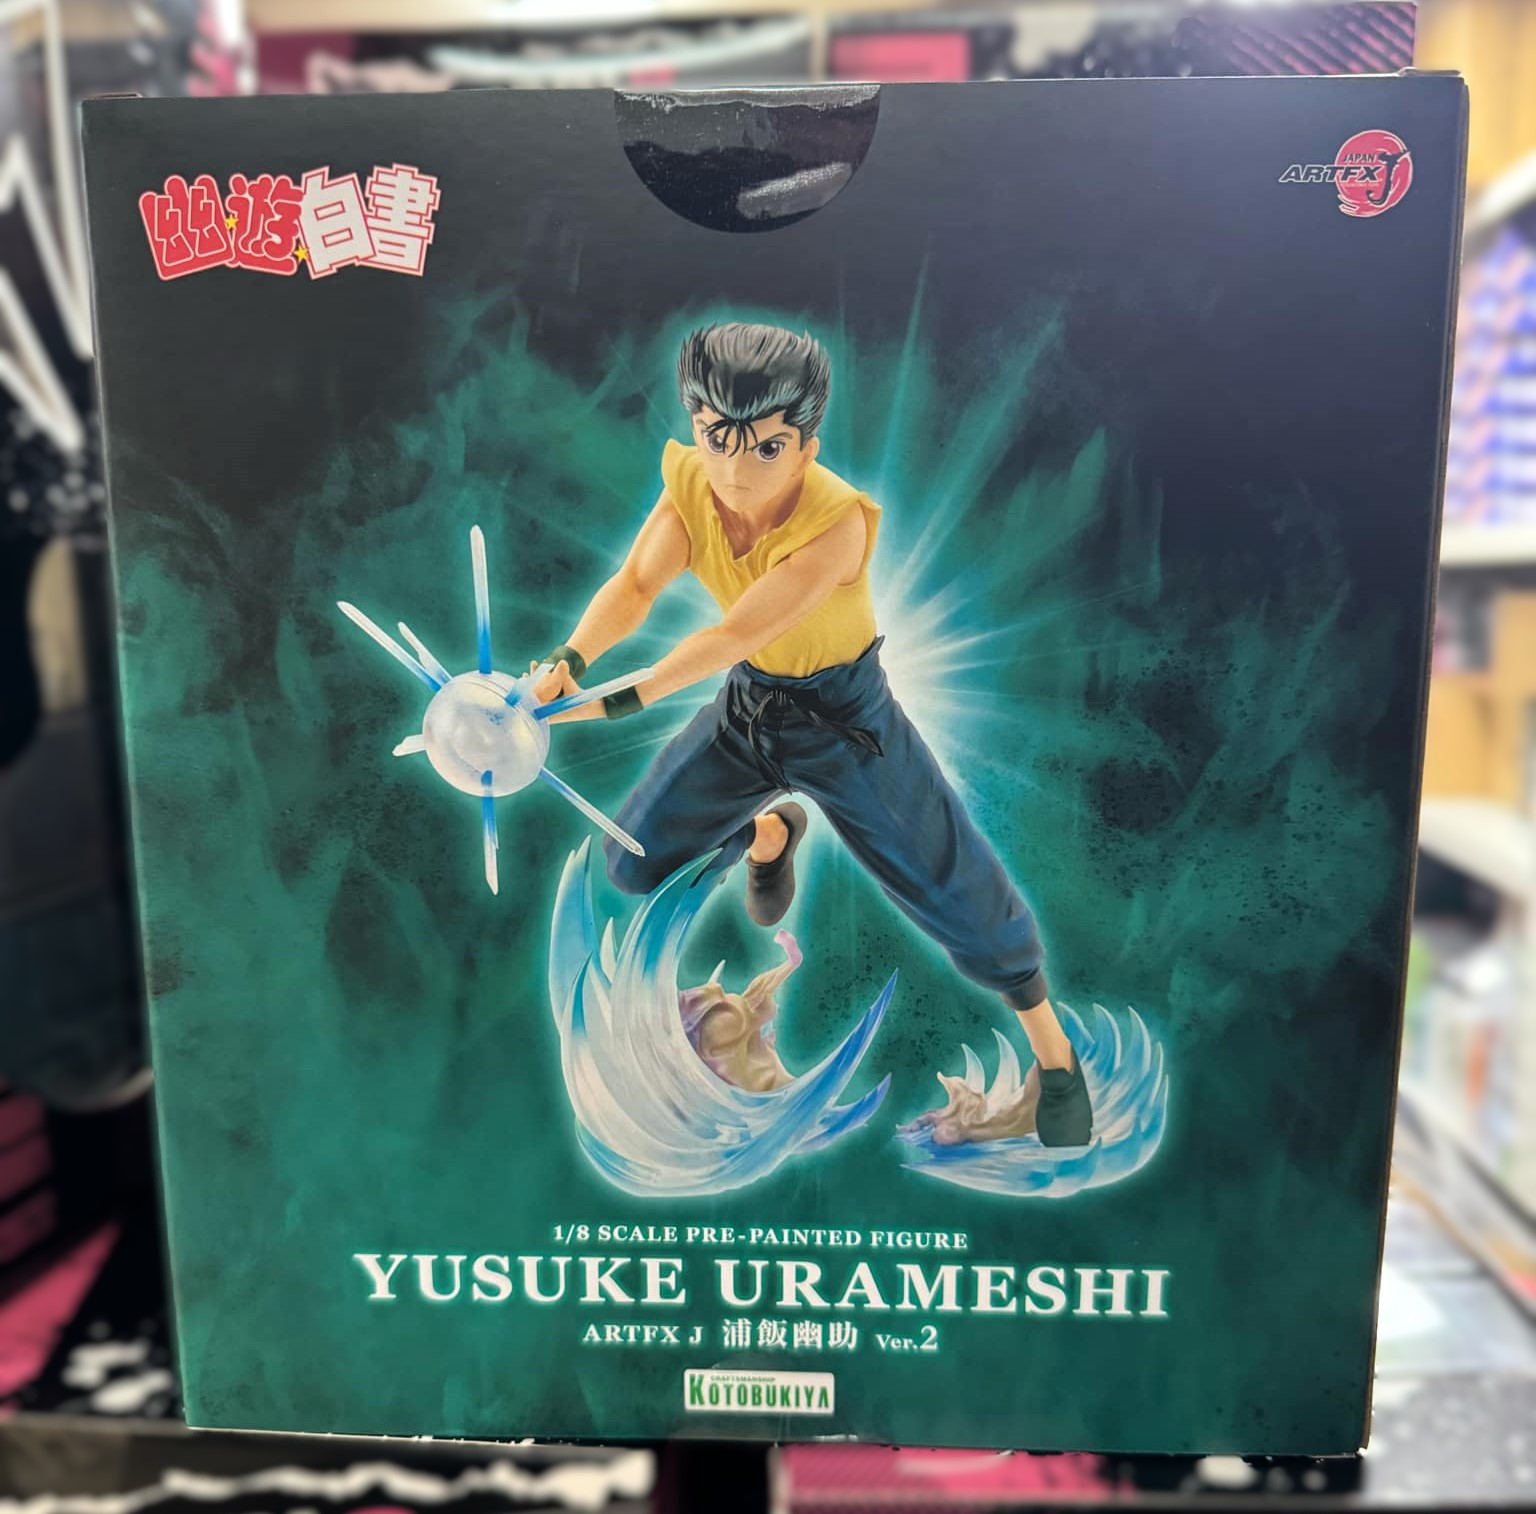 幽☆遊☆白書
JAPAN
ARTFX J
1/8 SCALE PRE-PAINTED FIGURE
YUSUKE URAMESHI
ARTFX J 浦飯幽助 Ver.2
CRAFTSMANSHIP
KOTOBUKIYA